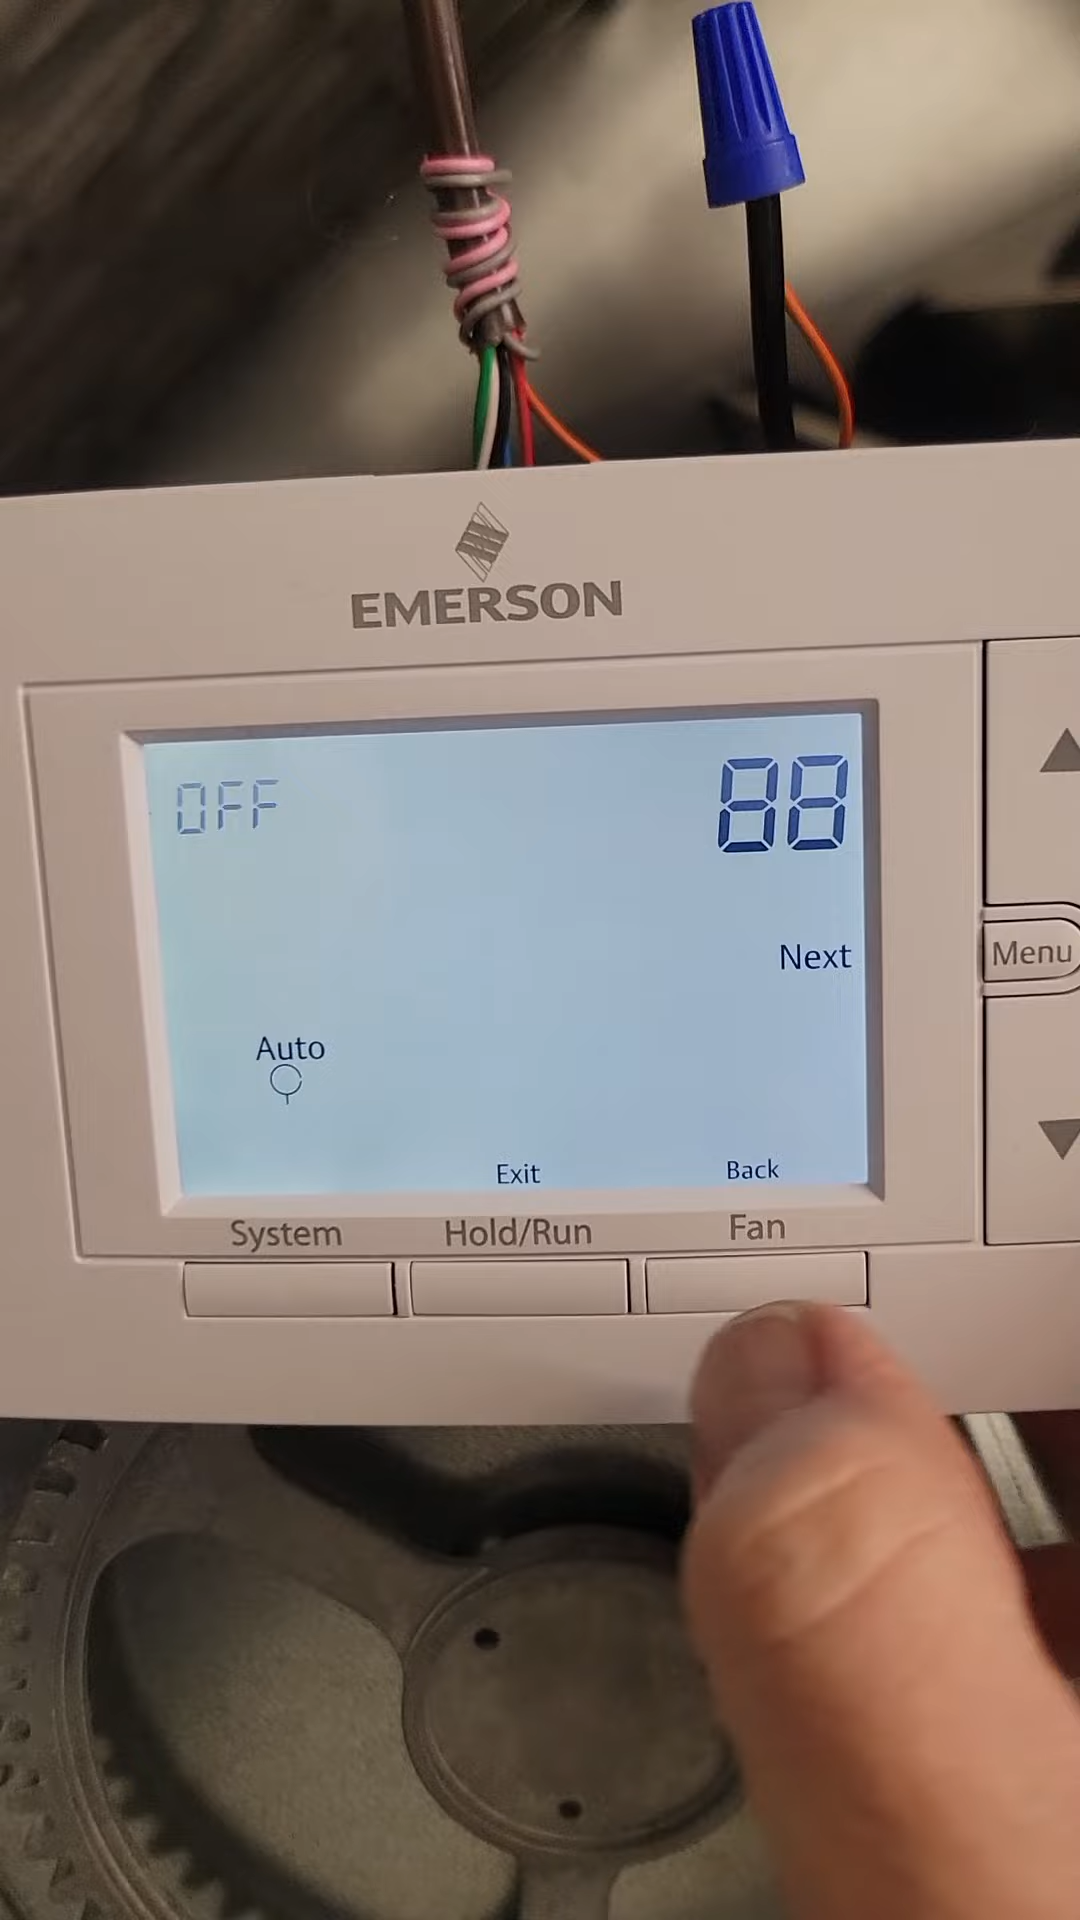 EMERSON
OFF
88
Next
Menu
Auto
Exit Back
System Hold/Run Fan